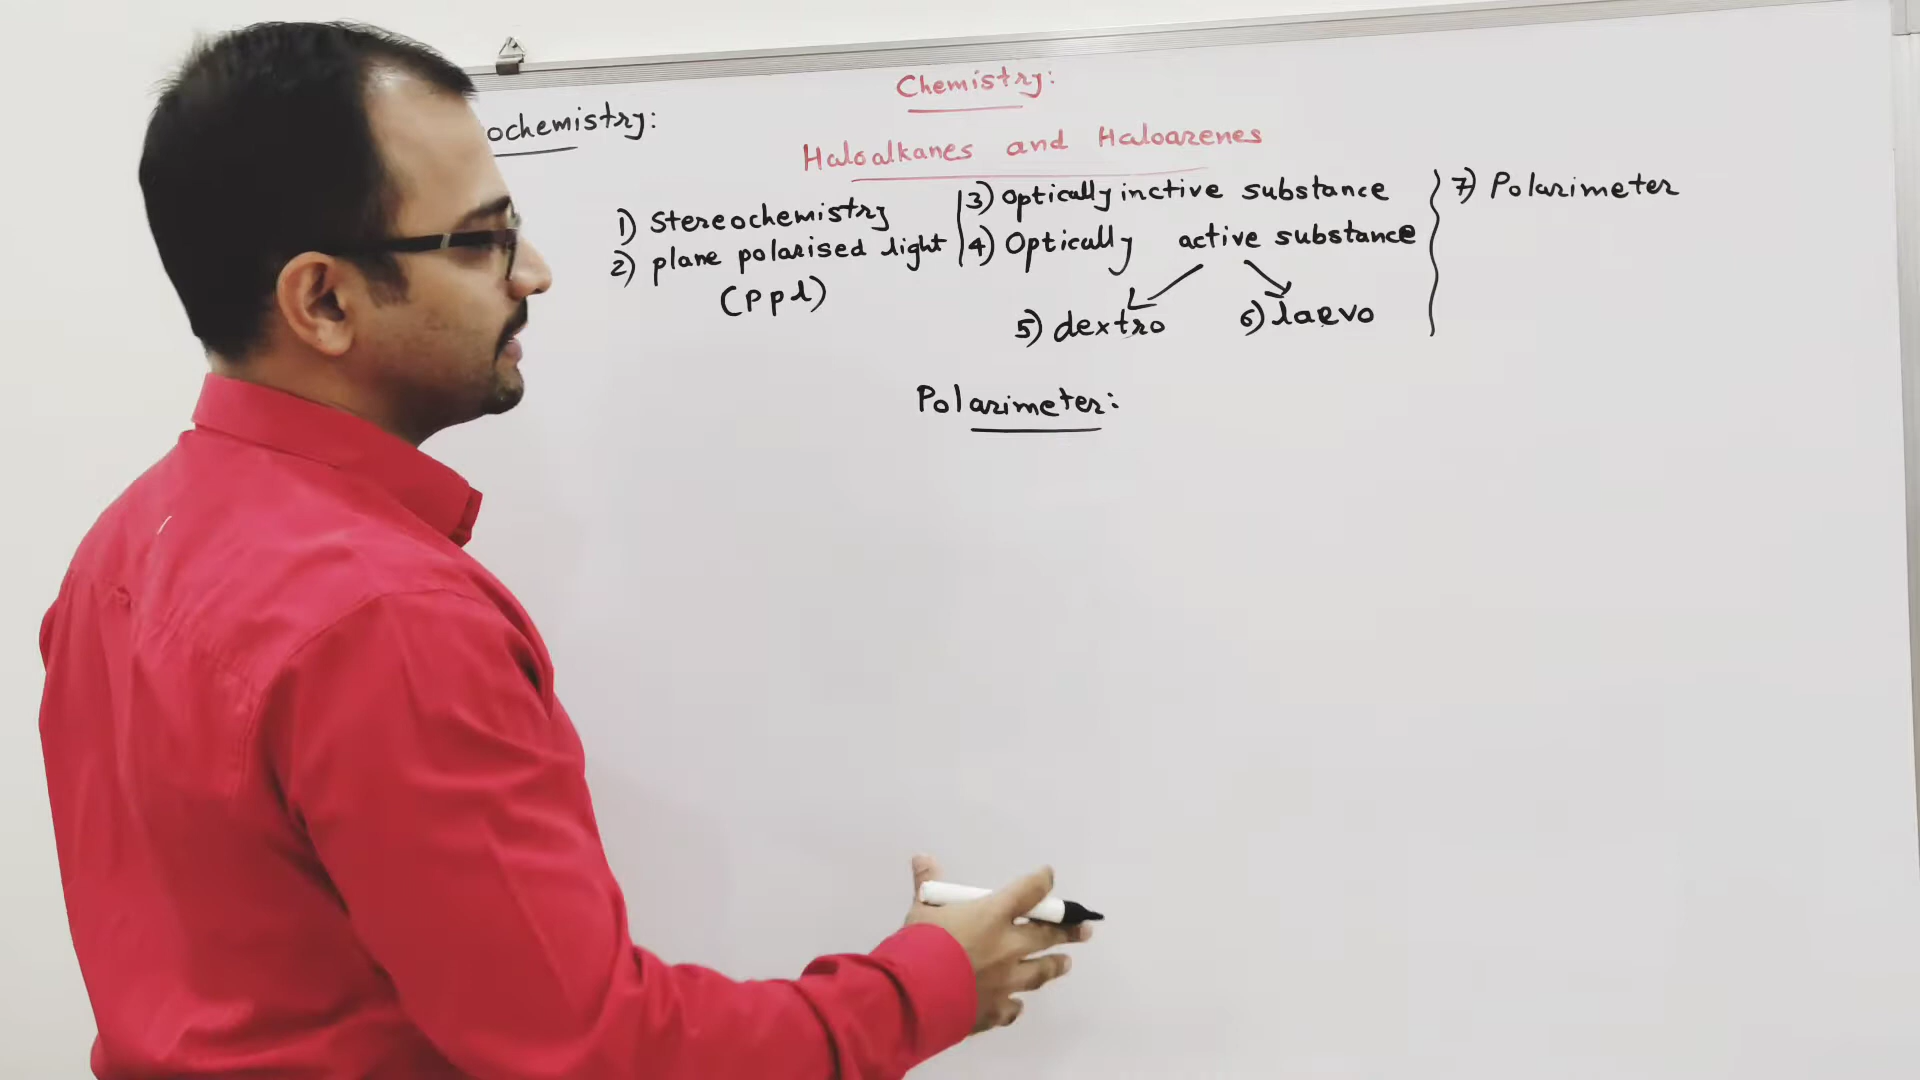 Chemistry:
ochemistry:
Haloalkanes and Haloarenes
1) Stereochemistry
2) plane polarised light
(ppl)
3) Optically inctive substance
4) Optically active substance
5) dextro 6) laevo
7) Polarimeter
Polarimeter: